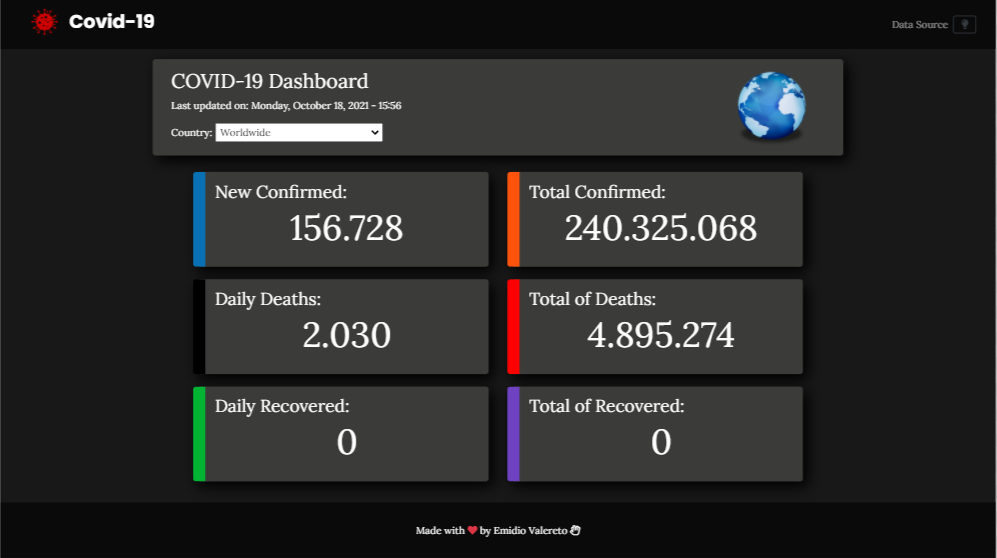 Covid-19
Data Source
COVID-19 Dashboard
Last updated on: Monday, October 18, 2021 - 15:56
Country: Worldwide
New Confirmed:
156.728
Total Confirmed:
240.325.068
Daily Deaths:
2.030
Total of Deaths:
4.895.274
Daily Recovered:
0
Total of Recovered:
0
Made with ❤ by Emidio Valereto